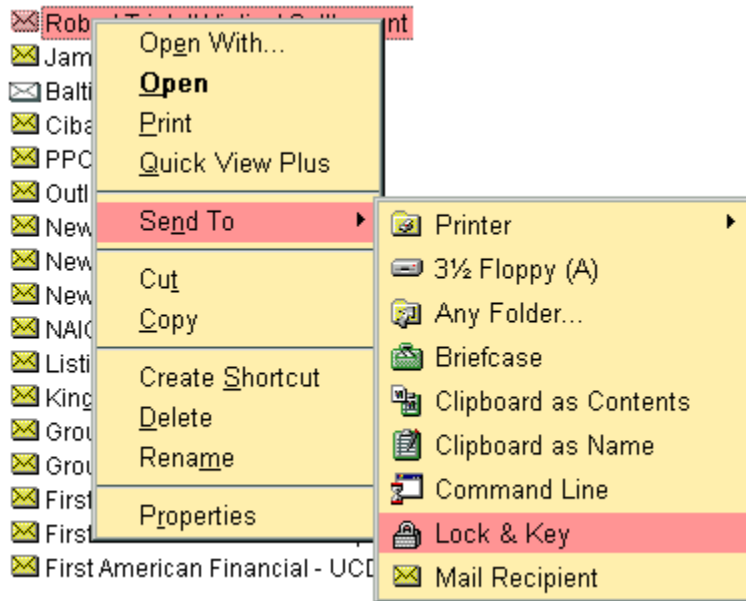 Open With...
Open
Print
Quick View Plus
Send To
Cut
Copy
Create Shortcut
Delete
Rename
Properties
Printer
3½ Floppy (A)
Any Folder...
Briefcase
Clipboard as Contents
Clipboard as Name
Command Line
Lock & Key
Mail Recipient
Rob
Jam
Balti
Ciba
PPO
Outl
New
New
New
NAIC
Listi
King
Grou
Grou
First
First
First American Financial - UCD